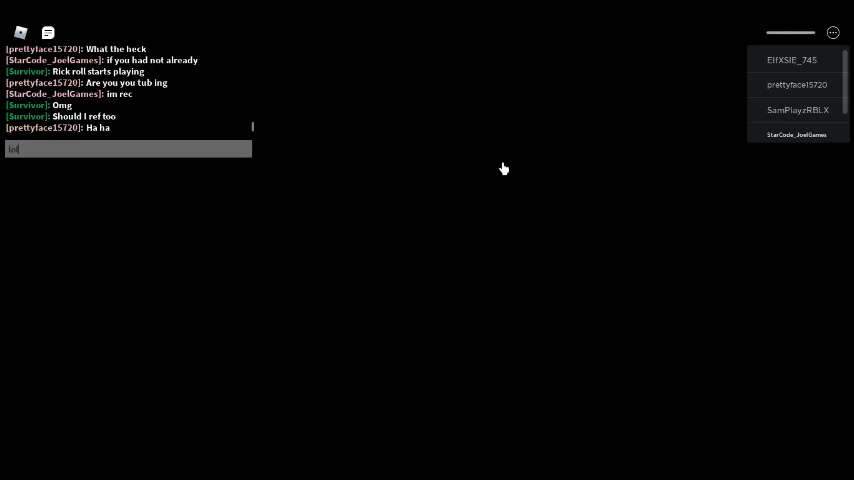 [prettyface15720]: What the heck
[StarCode_JoelGames]: if you had not already
[Survivor]: Rick roll starts playing
[prettyface15720]: Are you you tub ing
[StarCode_JoelGames]: im rec
[Survivor]: Omg
[Survivor]: Should I ref too
[prettyface15720]: Ha ha
lol
ElfXSIE_745
prettyface15720
SamPlayzRBLX
StarCode_JoelGames